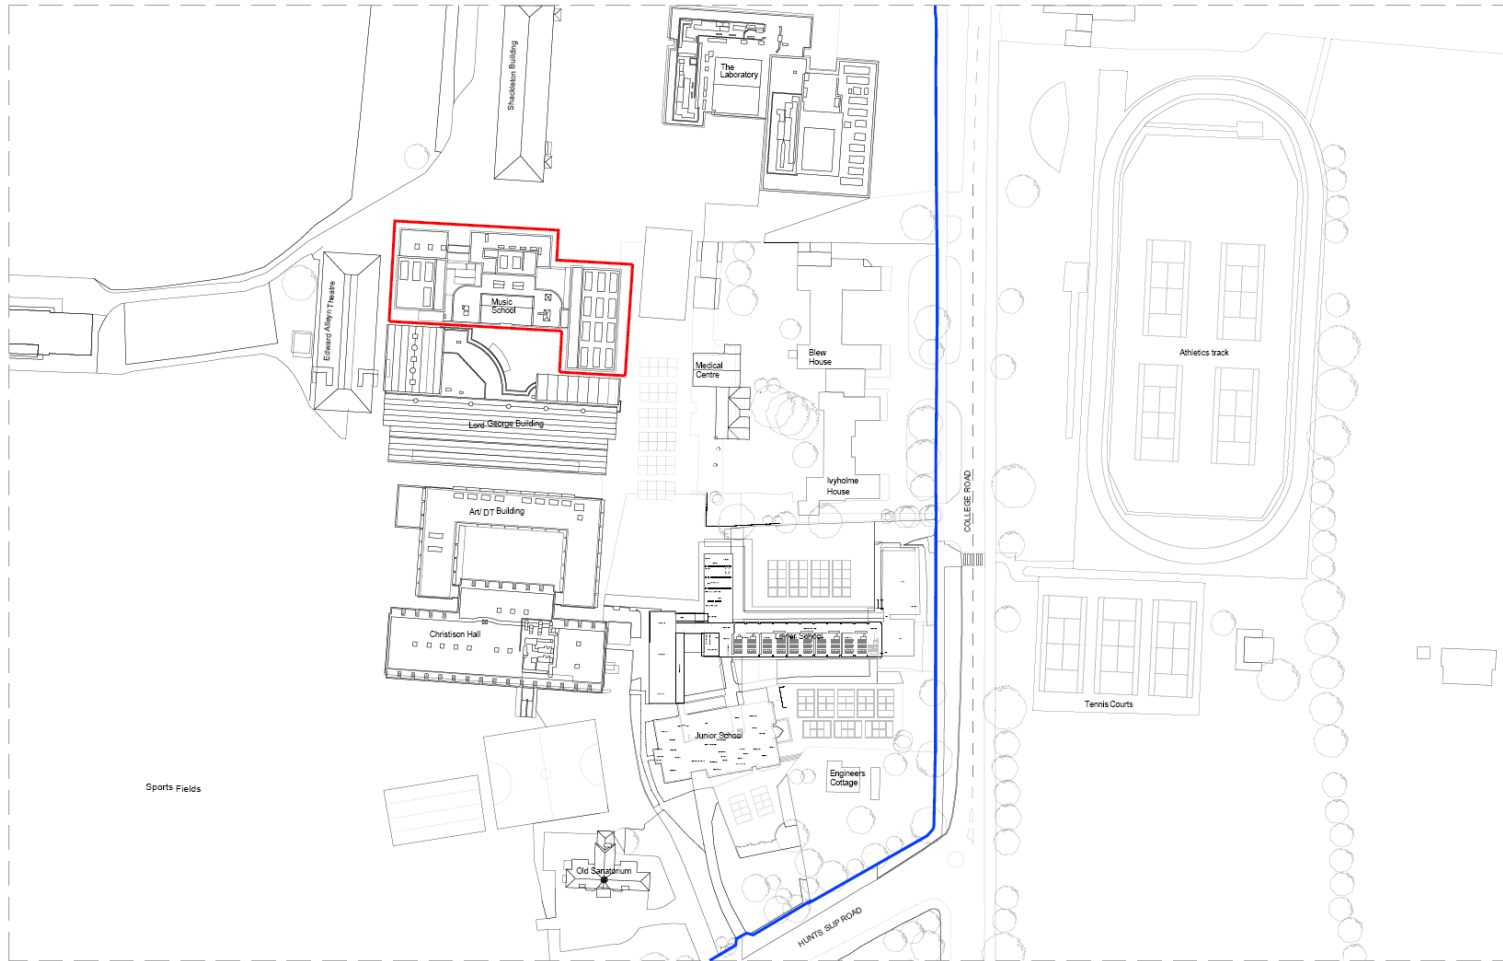 Shackleton Building
The
Laboratory
Music
School
Edward Alleyn Theatre
Blew
House
Medical
Centre
Athletics track
Lord George Building
Ivyholme
House
COLLEGE ROAD
Art/ DT Building
Christison Hall
Lower School
Tennis Courts
Junior School
Engineers
Cottage
Sports Fields
Old Sanatorium
HUNTS SLIP ROAD